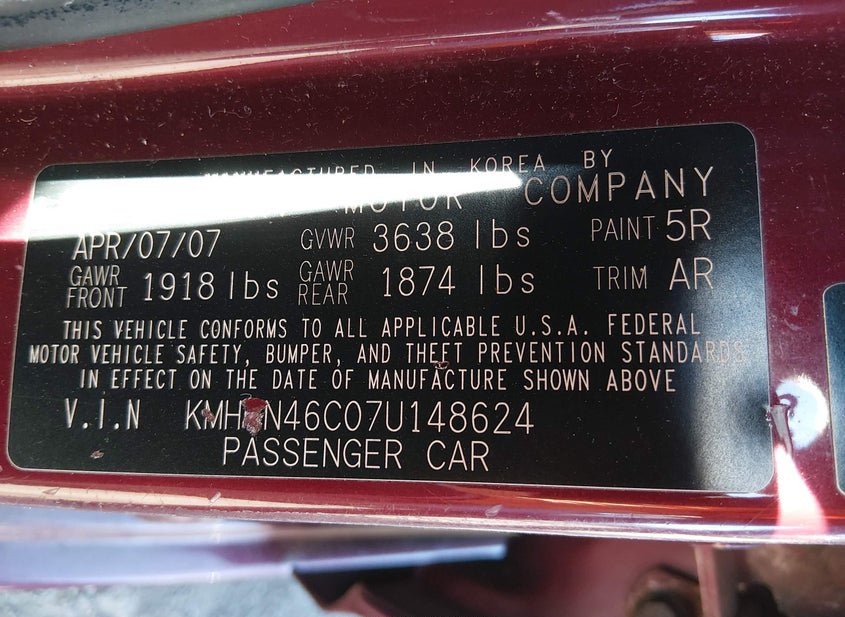 MANUFACTURED IN KOREA BY
MOTOR COMPANY
APR/07/07 GVWR 3638 lbs PAINT 5R
GAWR FRONT 1918 lbs GAWR REAR 1874 lbs TRIM AR
THIS VEHICLE CONFORMS TO ALL APPLICABLE U.S.A. FEDERAL
MOTOR VEHICLE SAFETY, BUMPER, AND THEFT PREVENTION STANDARDS
IN EFFECT ON THE DATE OF MANUFACTURE SHOWN ABOVE
V.I.N
PASSENGER CAR